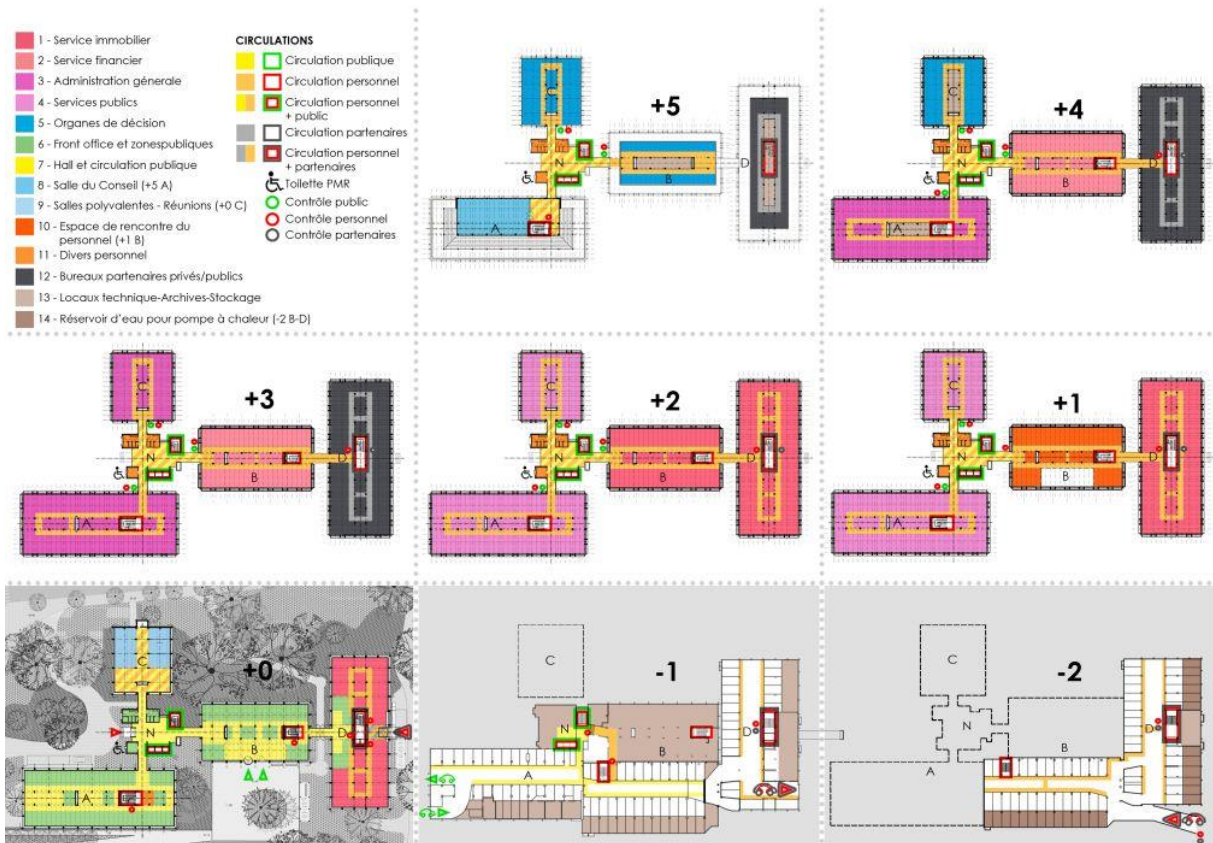 1 - Service immobilier
2 - Service financier
3 - Administration génerale
4 - Services publics
5 - Organes de décision
6 - Front office et zonespubliques
7 - Hall et circulation publique
8 - Salle du Conseil (+5 A)
9 - Salles polyvalentes - Réunions (+0 C)
10 - Espace de rencontre du
personnel (+1 B)
11 - Divers personnel
12 - Bureaux partenaires privés/publics
13 - Locaux technique-Archives-Stockage
14 - Réservoir d'eau pour pompe à chaleur (-2 B-D)
CIRCULATIONS
Circulation publique
Circulation personnel
Circulation personnel
+ public
Circulation partenaires
Circulation personnel
+ partenaires
Toilette PMR
Contrôle public
Contrôle personnel
Contrôle partenaires
+5
C
N
B
D
A
+4
C
N
B
D
A
+3
C
N
B
A
+2
C
N
B
D
A
+1
C
N
B
D
A
+0
C
N
B
D
A
-1
C
N
B
D
A
-2
C
N
B
D
A